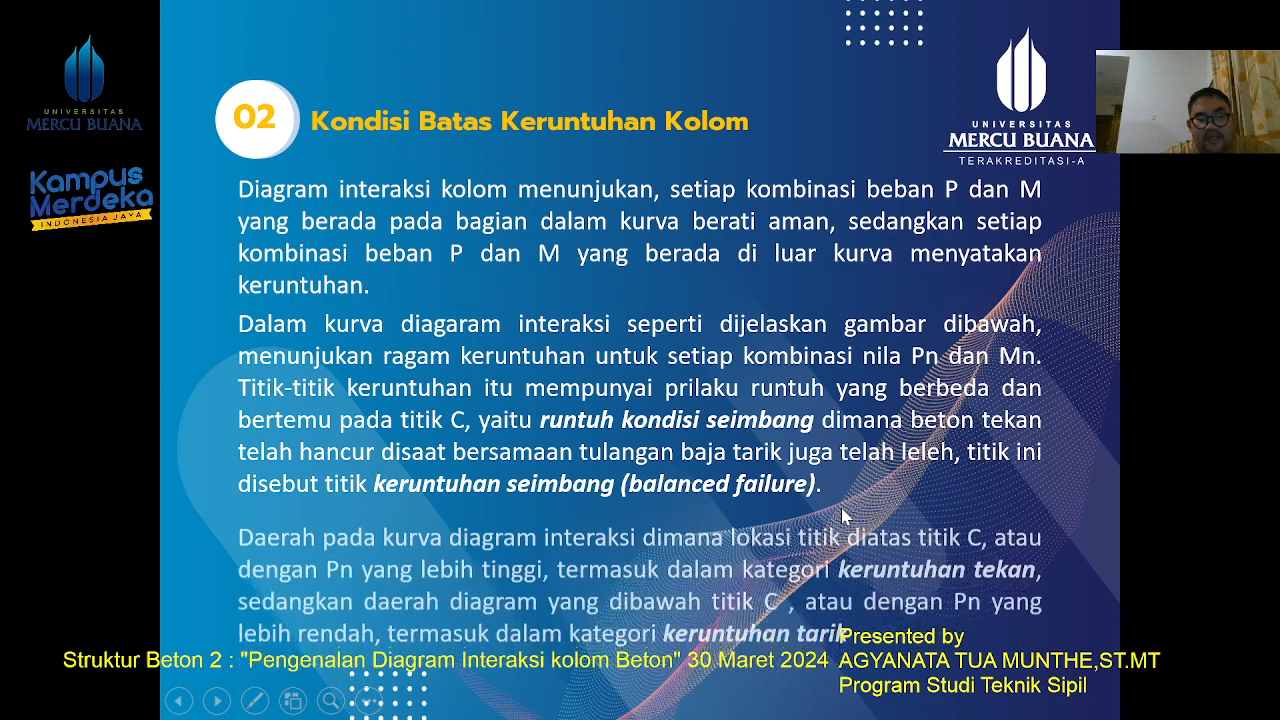 UNIVERSITAS
MERCU BUANA
Kampus
Merdeka
INDONESIA JAYA
02
Kondisi Batas Keruntuhan Kolom
UNIVERSITAS
MERCU BUANA
TERAKREDITASI-A
Diagram interaksi kolom menunjukan, setiap kombinasi beban P dan M
yang berada pada bagian dalam kurva berati aman, sedangkan setiap
kombinasi beban P dan M yang berada di luar kurva menyatakan
keruntuhan.
Dalam kurva diagaram interaksi seperti dijelaskan gambar dibawah,
menunjukan ragam keruntuhan untuk setiap kombinasi nila Pn dan Mn.
Titik-titik keruntuhan itu mempunyai prilaku runtuh yang berbeda dan
bertemu pada titik C, yaitu runtuh kondisi seimbang dimana beton tekan
telah hancur disaat bersamaan tulangan baja tarik juga telah leleh, titik ini
disebut titik keruntuhan seimbang (balanced failure).
Daerah pada kurva diagram interaksi dimana lokasi titik diatas titik C, atau
dengan Pn yang lebih tinggi, termasuk dalam kategori keruntuhan tekan,
sedangkan daerah diagram yang dibawah titik C , atau dengan Pn yang
lebih rendah, termasuk dalam kategori keruntuhan tarik
Struktur Beton 2 : "Pengenalan Diagram Interaksi kolom Beton" 30 Maret 2024
Presented by
AGYANATA TUA MUNTHE,ST.MT
Program Studi Teknik Sipil